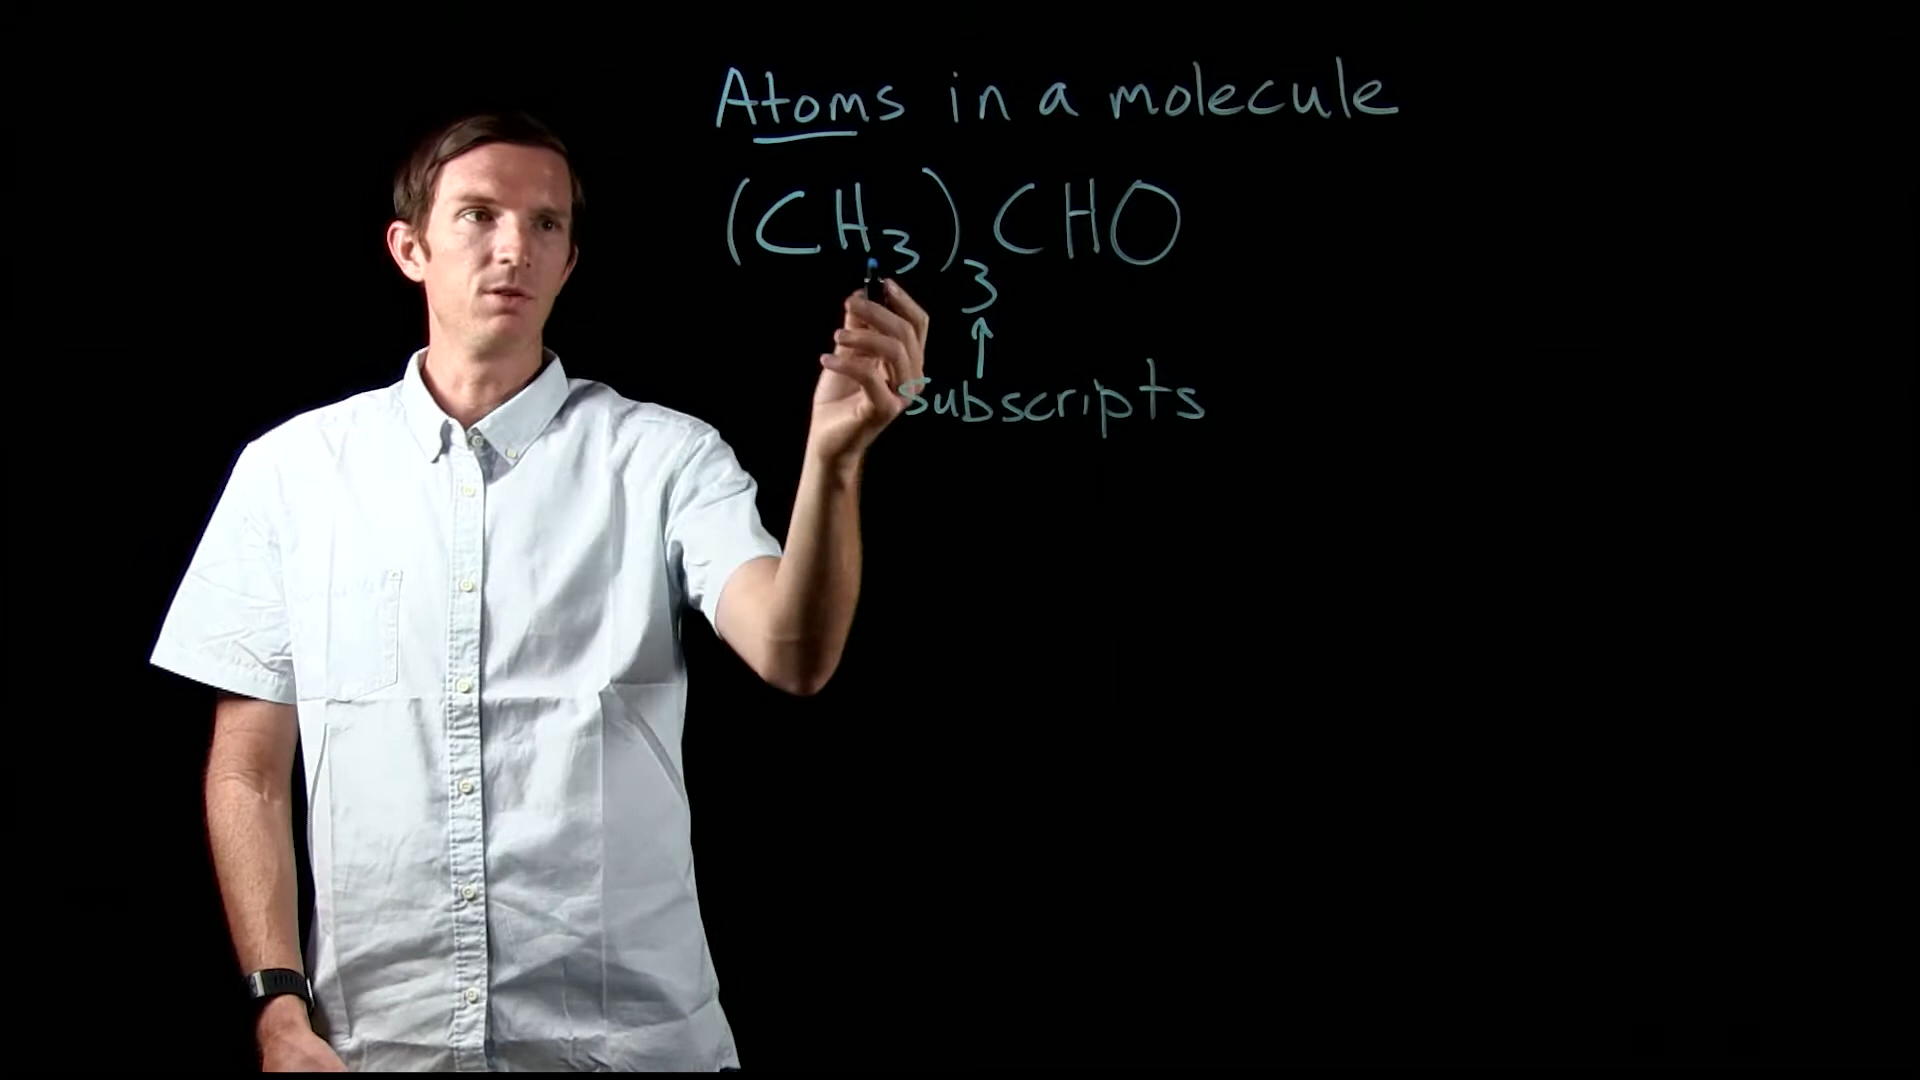 Atoms in a molecule
(CH₃)₃CHO
↑
subscripts